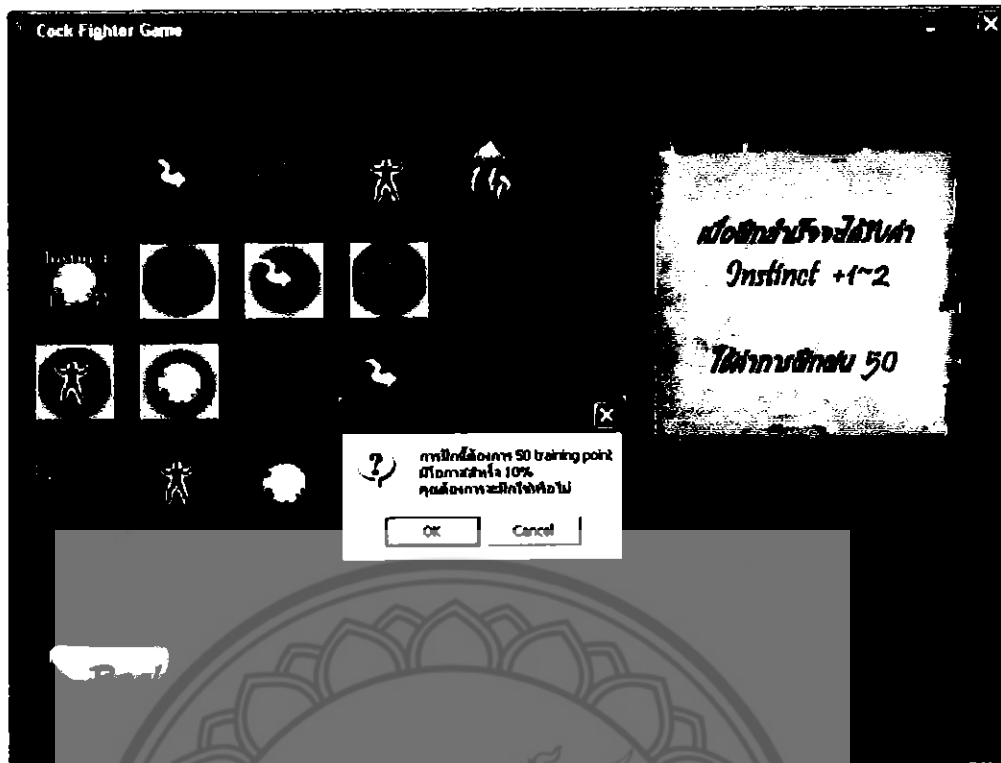 Cock Fighter Game
เมื่อฝึกสำเร็จจะได้รับค่า
Instinct +1~2
ใช้ค่าการฝึกฝน 50
การฝึกนี้ต้องการ 50 training point
มีโอกาสสำเร็จ 10%
คุณต้องการจะฝึกใช่หรือไม่
OK
Cancel